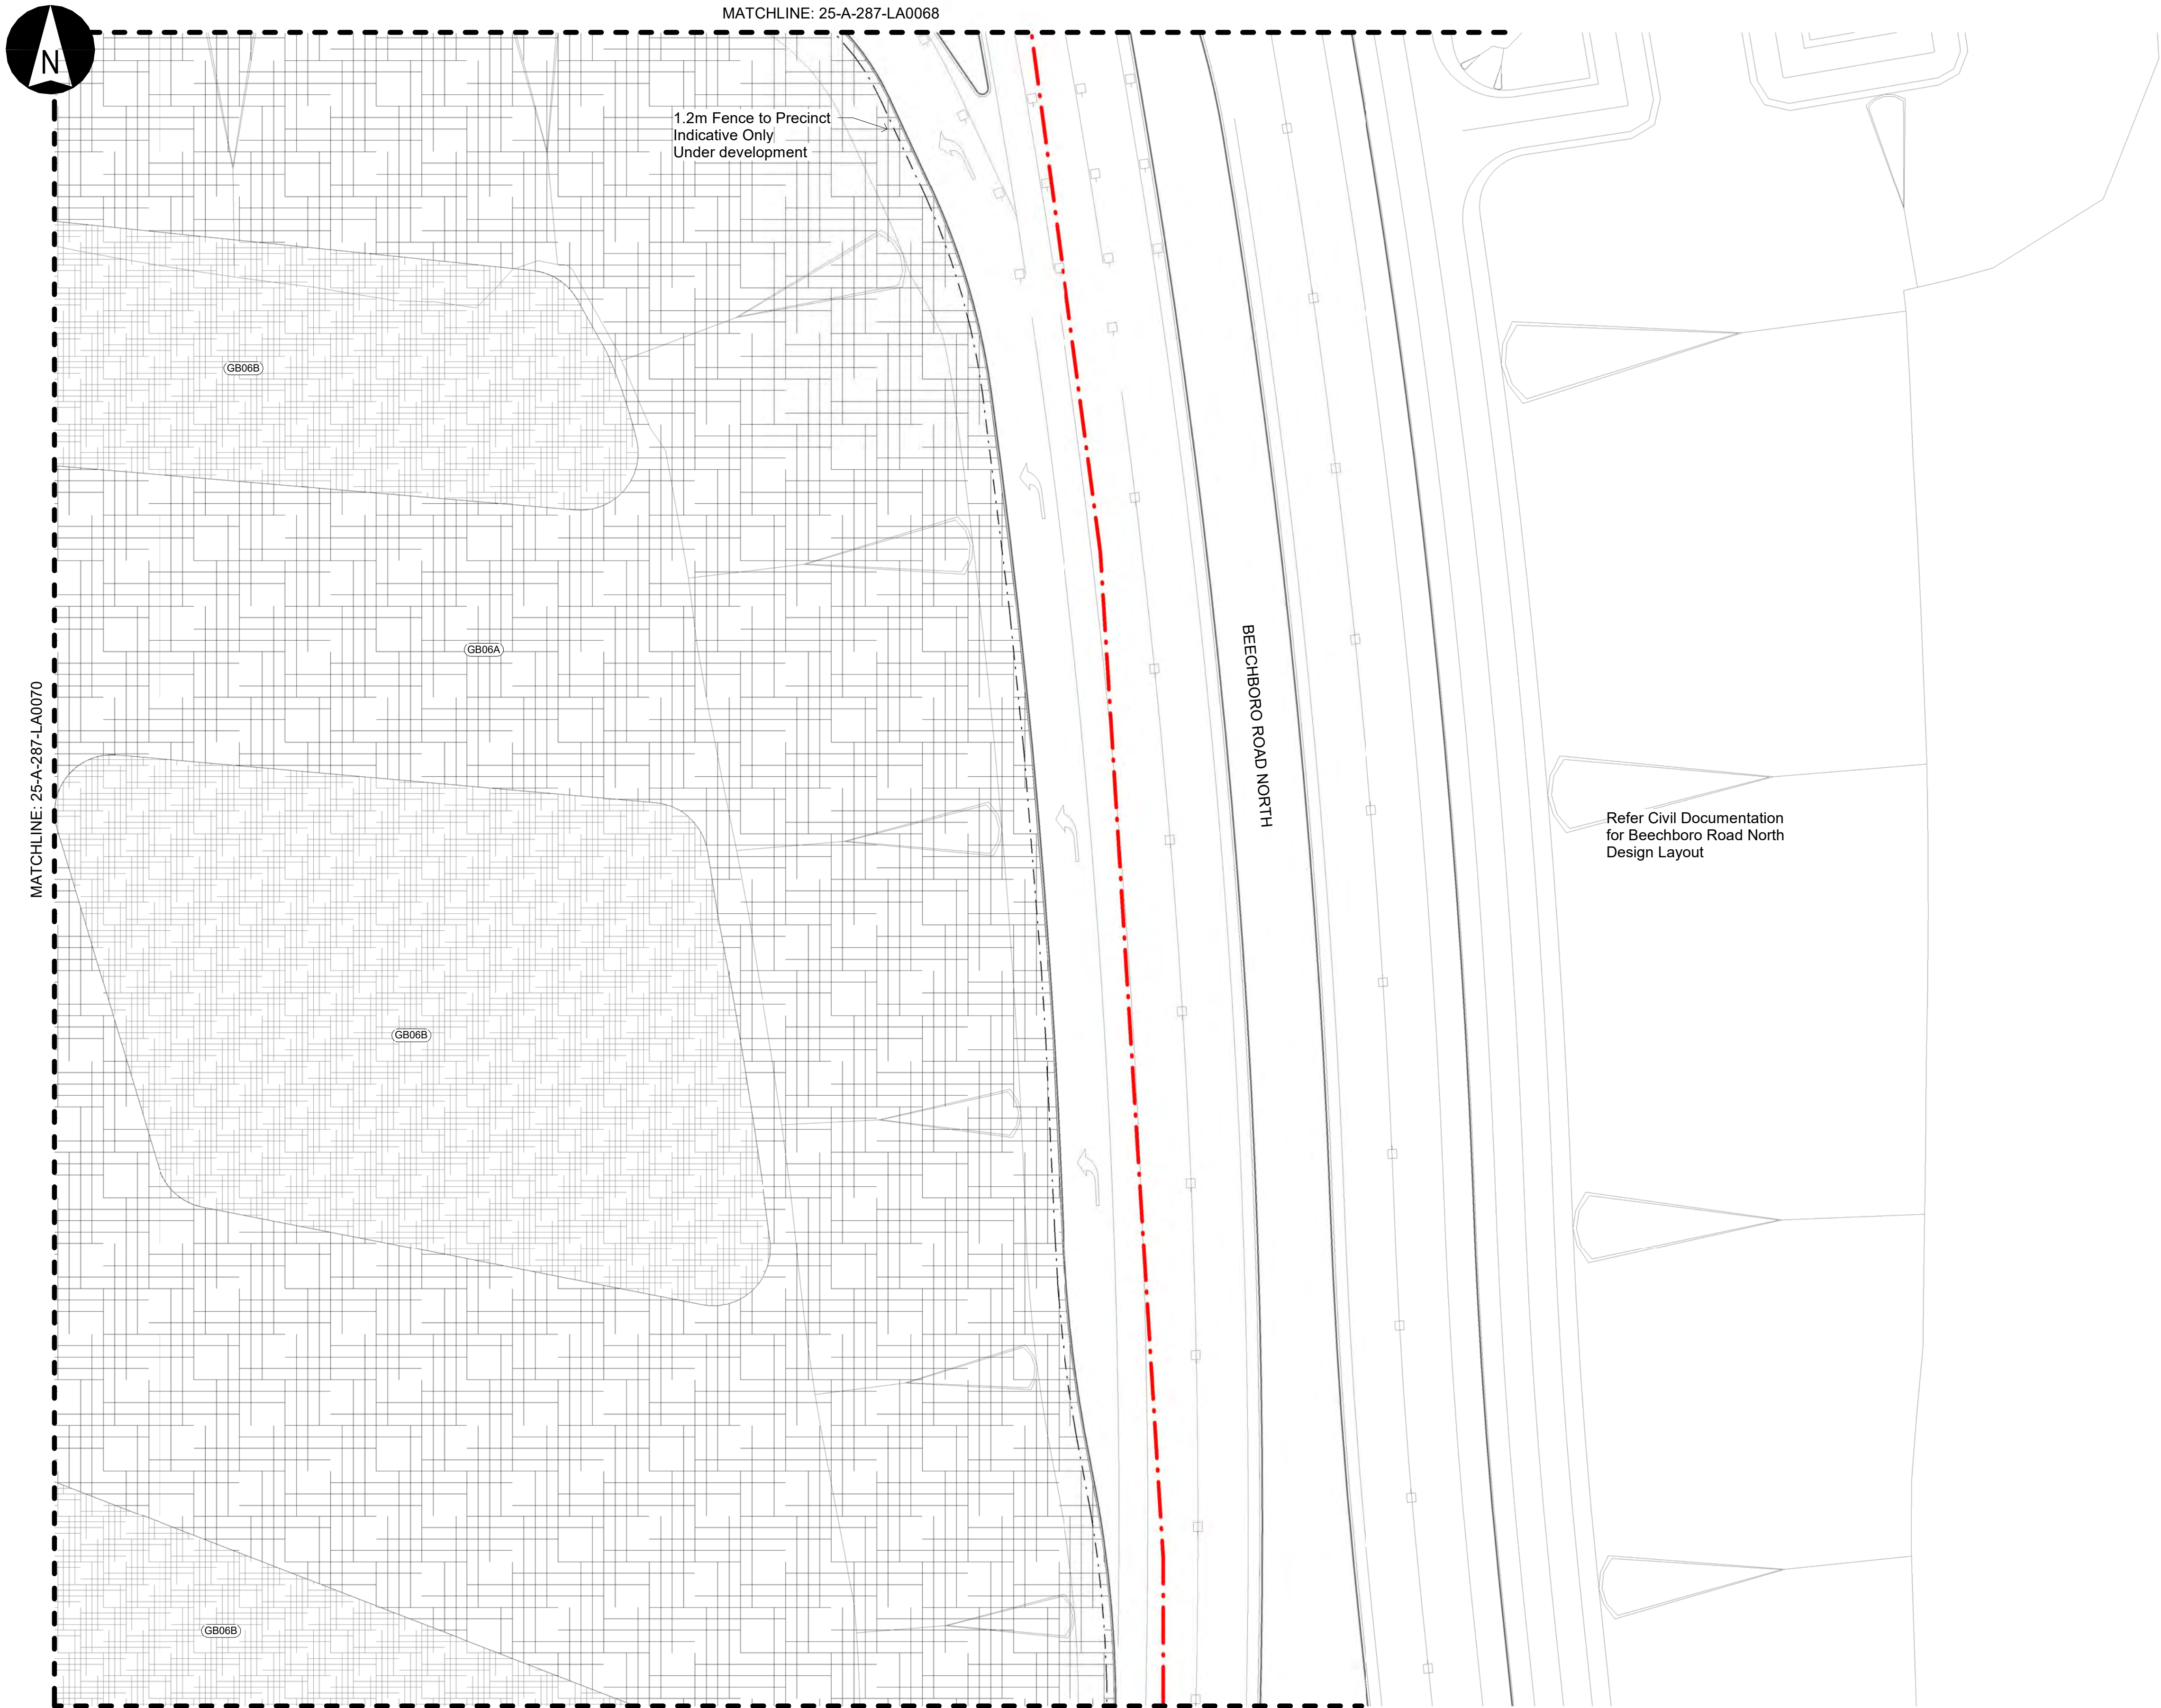 MATCHLINE: 25-A-287-LA0068
N
1.2m Fence to Precinct
Indicative Only
Under development
GB06B
GB06A
MATCHLINE: 25-A-287-LA0070
BEECHBORO ROAD NORTH
Refer Civil Documentation
for Beechboro Road North
Design Layout
GB06B
GB06B